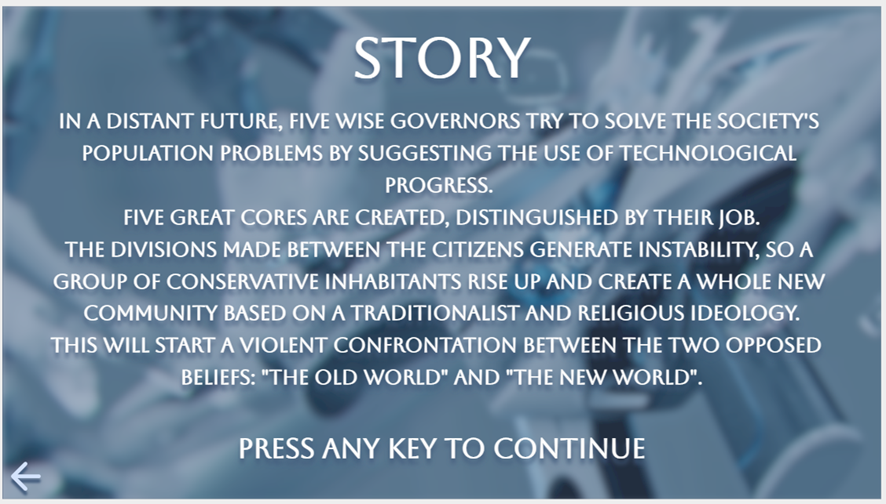 STORY
IN A DISTANT FUTURE, FIVE WISE GOVERNORS TRY TO SOLVE THE SOCIETY'S
POPULATION PROBLEMS BY SUGGESTING THE USE OF TECHNOLOGICAL
PROGRESS.
FIVE GREAT CORES ARE CREATED, DISTINGUISHED BY THEIR JOB.
THE DIVISIONS MADE BETWEEN THE CITIZENS GENERATE INSTABILITY, SO A
GROUP OF CONSERVATIVE INHABITANTS RISE UP AND CREATE A WHOLE NEW
COMMUNITY BASED ON A TRADITIONALIST AND RELIGIOUS IDEOLOGY.
THIS WILL START A VIOLENT CONFRONTATION BETWEEN THE TWO OPPOSED
BELIEFS: "THE OLD WORLD" AND "THE NEW WORLD".
PRESS ANY KEY TO CONTINUE